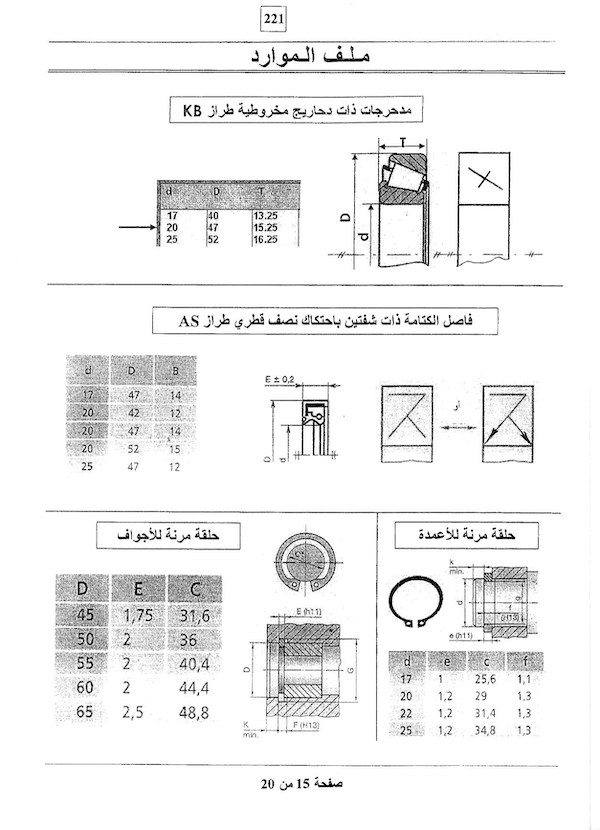 221
ملف الموارد
مدحرجات ذات دحاريج مخروطية طراز KB
T
D
d
d D T
17 40 13.25
20 47 15.25
25 52 16.25
فاصل الكتامة ذات شفتين باحتكاك نصف قطري طراز AS
d D B
17 47 14
20 42 12
20 47 14
20 52 15
25 47 12
E ± 0,2
D
d
أو
حلقة مرنة للأجواف
حلقة مرنة للأعمدة
D E C
45 1,75 31,6
50 2 36
55 2 40,4
60 2 44,4
65 2,5 48,8
C
E (h11)
D
G
K
min.
F (H13)
K
min.
d
g
f
(H13)
e (h11)
d e c f
17 1 25,6 1,1
20 1,2 29 1,3
22 1,2 31,4 1,3
25 1,2 34,8 1,3
صفحة 15 من 20